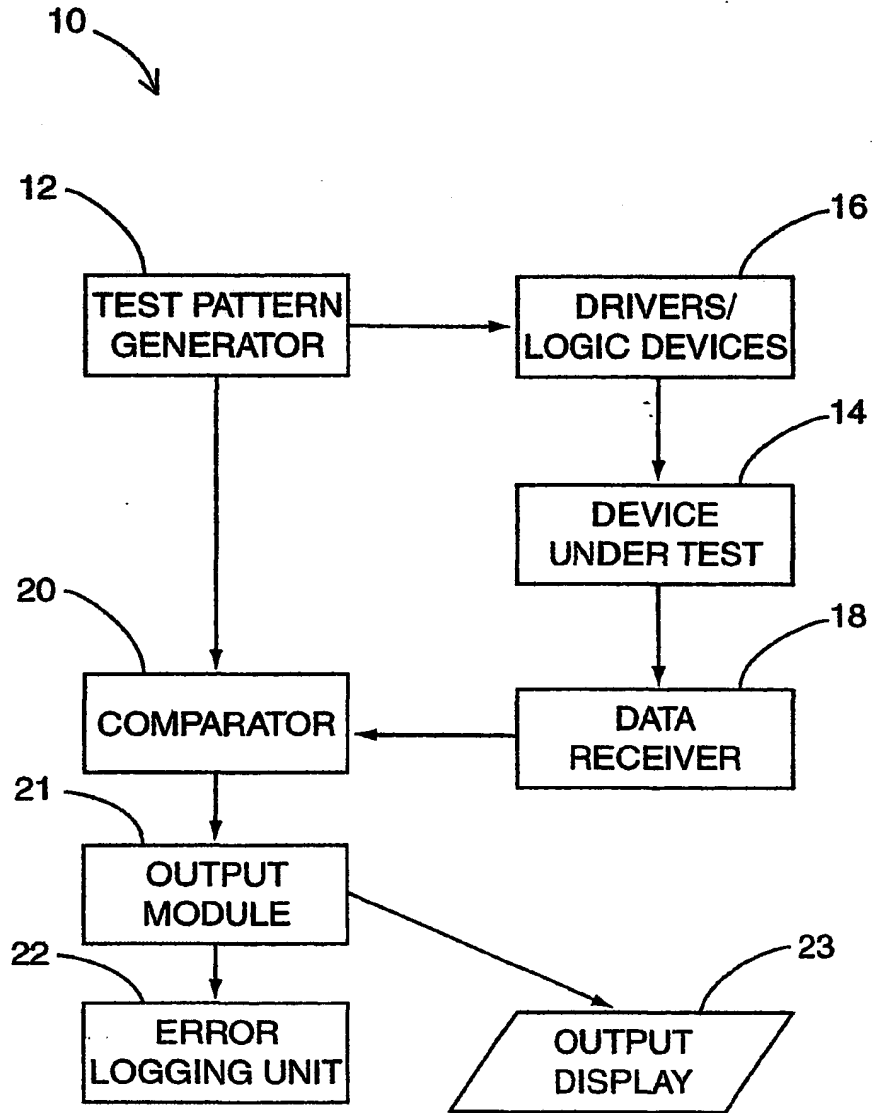 10
12
16
TEST PATTERN
GENERATOR
DRIVERS/
LOGIC DEVICES
14
DEVICE
UNDER TEST
20
18
COMPARATOR
DATA
RECEIVER
21
OUTPUT
MODULE
22
23
ERROR
LOGGING UNIT
OUTPUT
DISPLAY